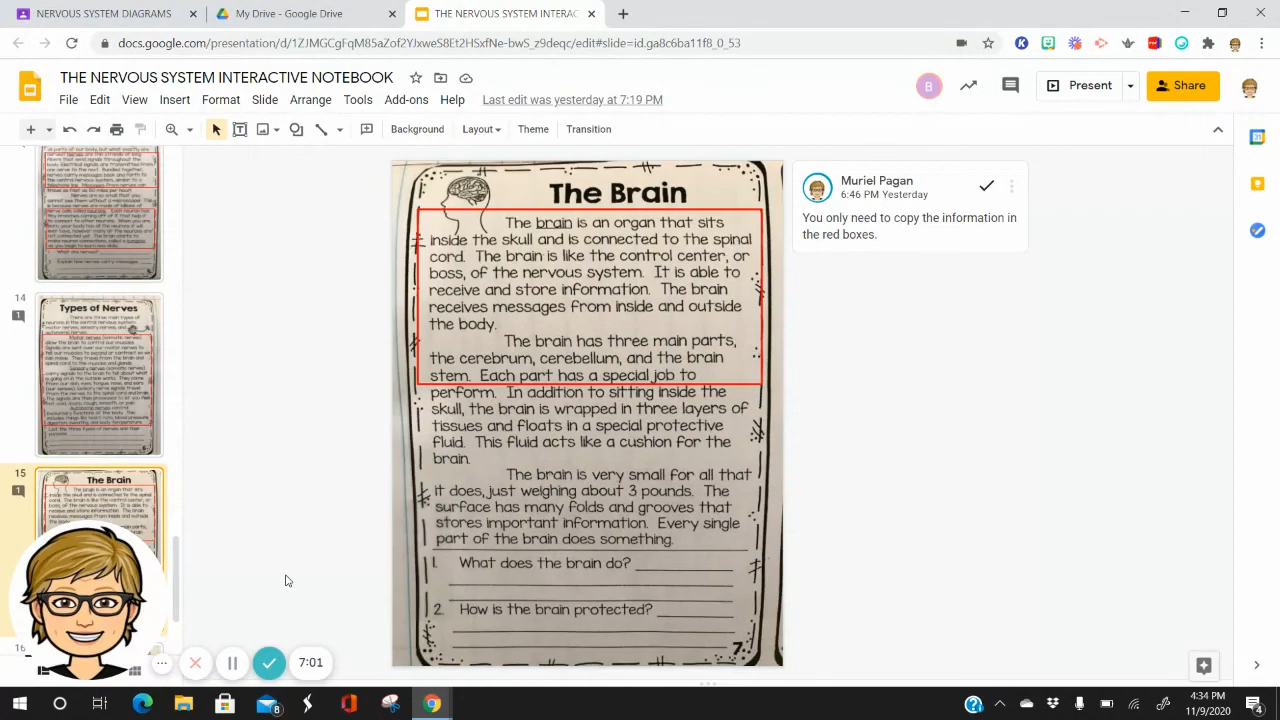 NERVOUS SYSTEM DIAGRAMS
My Drive - Google Drive
THE NERVOUS SYSTEM INTERAC
docs.google.com/presentation/d/1ZJKGCgFqM85aZof2YJxweS8Et2HSxfNe-bwS_z9deqc/edit#slide=id.ga8c6ba11f8_0_53
THE NERVOUS SYSTEM INTERACTIVE NOTEBOOK
File Edit View Insert Format Slide Arrange Tools Add-ons Help Last edit was yesterday at 7:19 PM
B
Present
Share
Background Layout Theme Transition
14
1
Types of Nerves
15
1
The Brain
16
The Brain
The brain is an organ that sits
inside the skull and is connected to the spinal
cord. The brain is like the control center, or
boss, of the nervous system. It is able to
receive and store information. The brain
receives messages from inside and outside
the body.
The brain has three main parts,
the cerebrum, cerebellum, and the brain
stem. Each part has a special job to
perform. In addition to sitting inside the
skull, the brain is wrapped in three layers of
tissue that float in a special protective
fluid. This fluid acts like a cushion for the
brain.
The brain is very small for all that
it does, just weighing about 3 pounds. The
brain has many folds and grooves that
stores important information. Every single
part of the brain does something.
1. What does the brain do?
2. How is the brain protected?
7
Muriel Pagan
6:46 PM Yesterday
You only need to copy the information in
the red boxes.
7:01
4:34 PM
11/9/2020
4